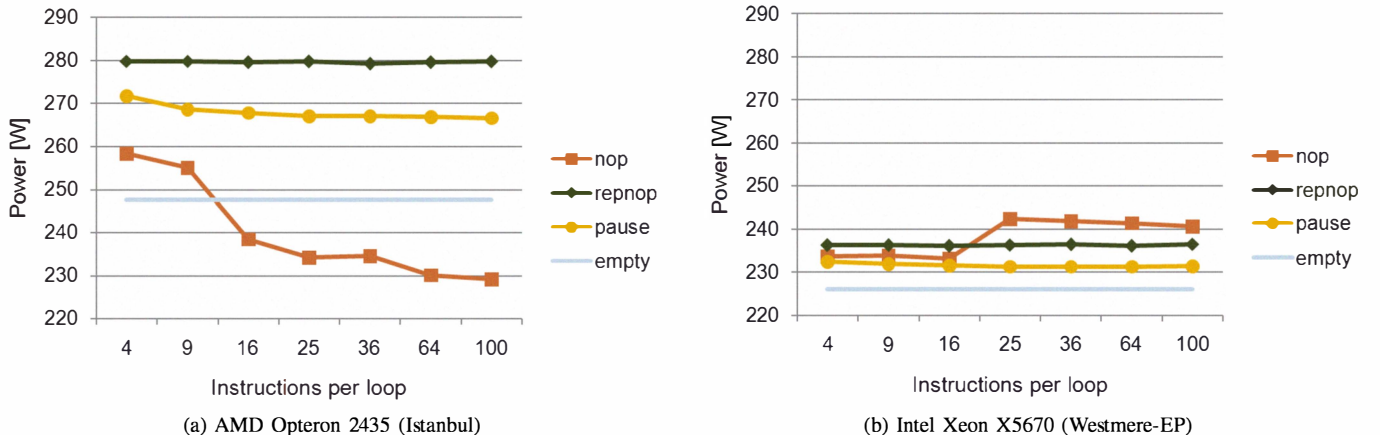 290
280
270
260
250
240
230
220
Power [W]
4 9 16 25 36 64 100
Instructions per loop
nop
repnop
pause
empty
(a) AMD Opteron 2435 (Istanbul)
290
280
270
260
250
240
230
220
Power [W]
4 9 16 25 36 64 100
Instructions per loop
nop
repnop
pause
empty
(b) Intel Xeon X5670 (Westmere-EP)